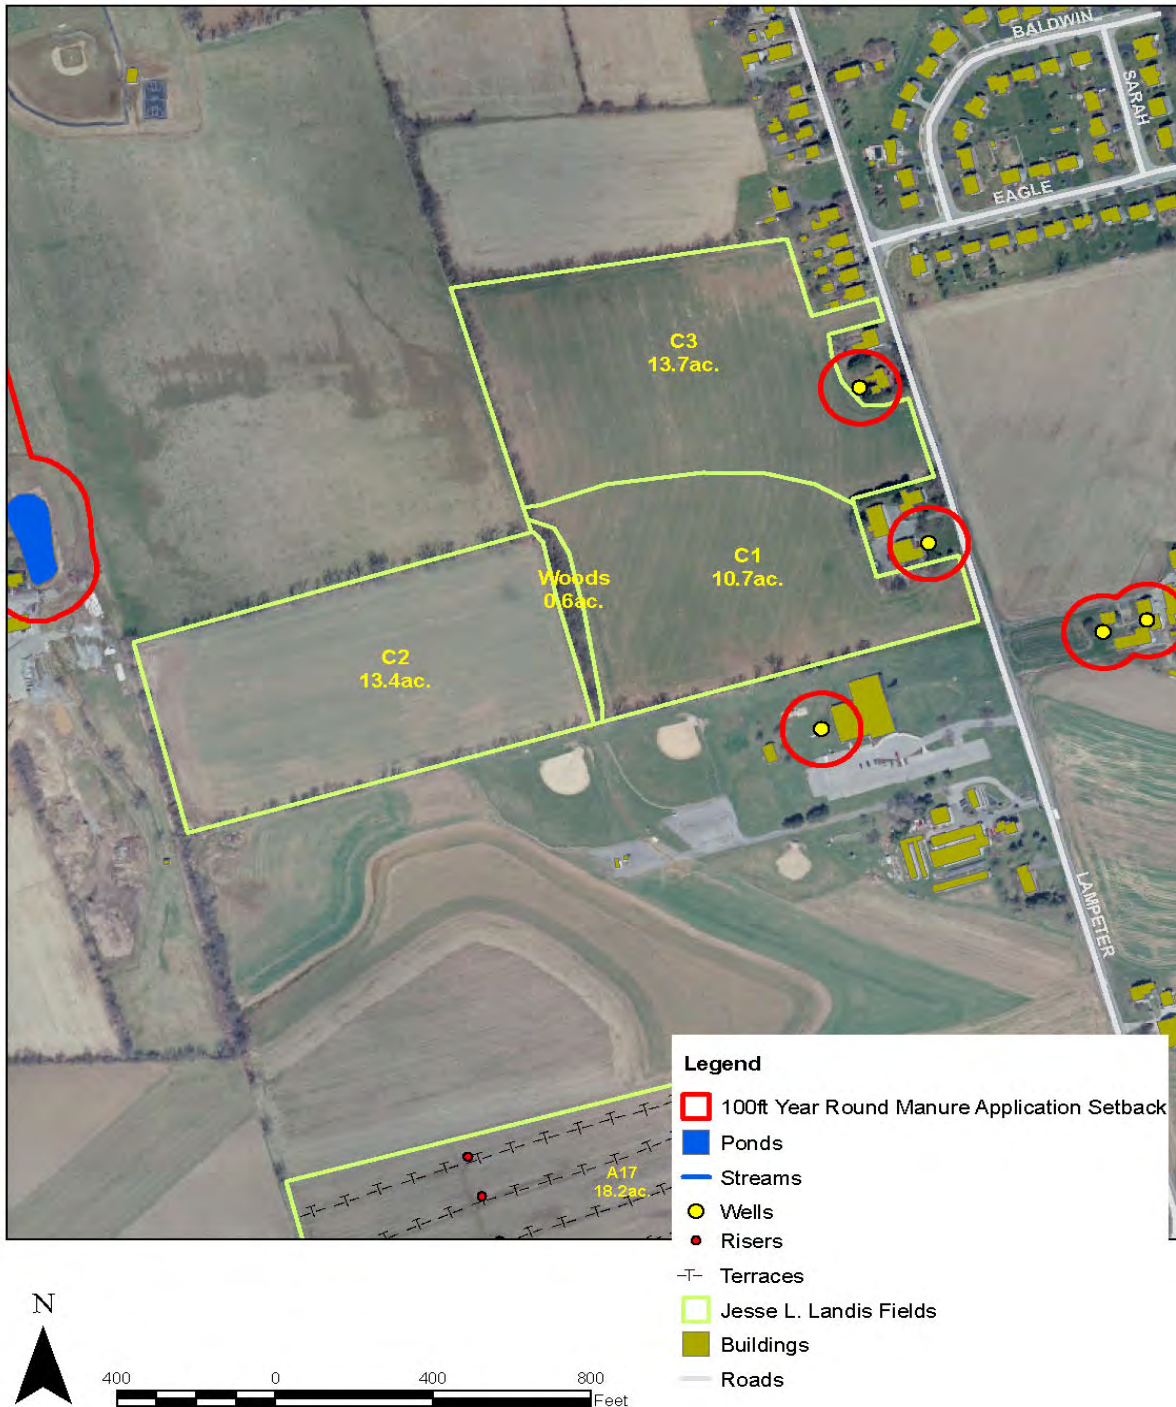 BALDWIN
SARAH
EAGLE
C3
13.7ac.
C1
10.7ac.
Woods
0.6ac.
C2
13.4ac.
LAMPETER
A17
18.2ac.
Legend
100ft Year Round Manure Application Setback
Ponds
Streams
Wells
Risers
-T- Terraces
Jesse L. Landis Fields
Buildings
Roads
N
400 0 400 800
Feet